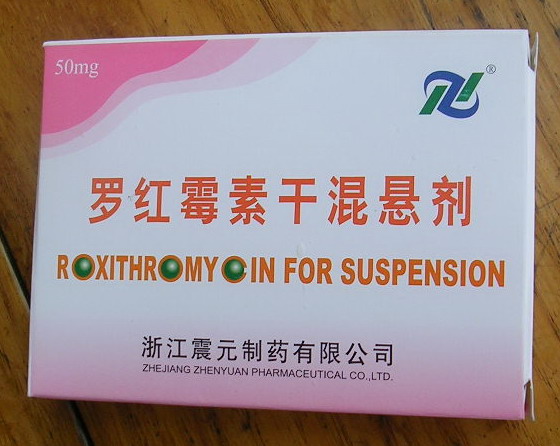 50mg
®
罗红霉素干混悬剂
ROXITHROMYCIN FOR SUSPENSION
浙江震元制药有限公司
ZHEJIANG ZHENYUAN PHARMACEUTICAL CO.,LTD.